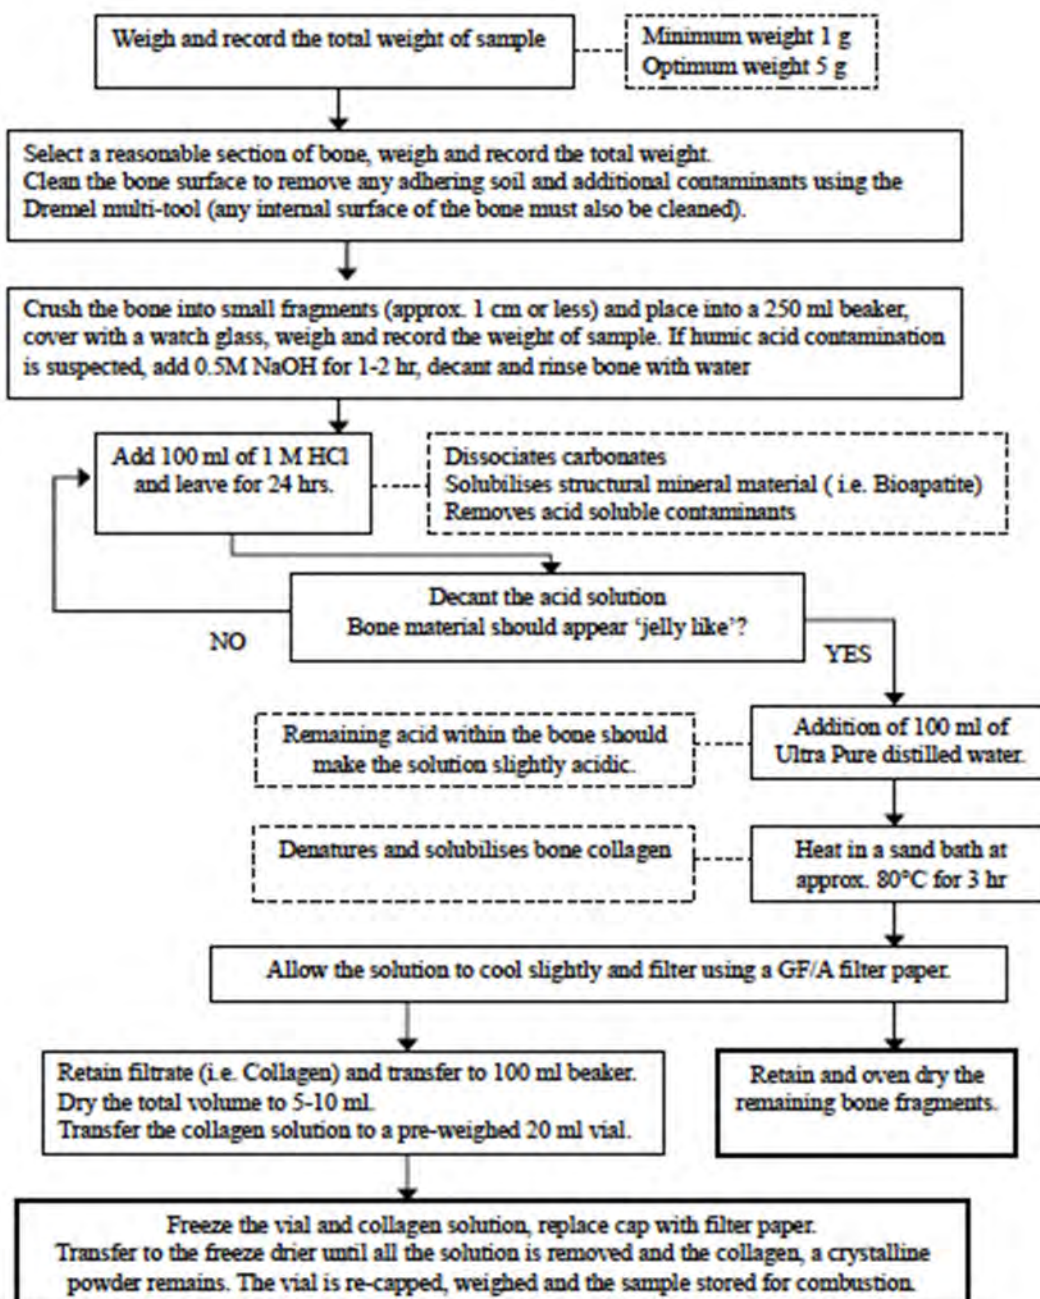 Weigh and record the total weight of sample
Minimum weight 1 g
Optimum weight 5 g
Select a reasonable section of bone, weigh and record the total weight.
Clean the bone surface to remove any adhering soil and additional contaminants using the
Dremel multi-tool (any internal surface of the bone must also be cleaned).
Crush the bone into small fragments (approx. 1 cm or less) and place into a 250 ml beaker,
cover with a watch glass, weigh and record the weight of sample. If humic acid contamination
is suspected, add 0.5M NaOH for 1-2 hr, decant and rinse bone with water
Add 100 ml of 1 M HCl
and leave for 24 hrs.
Dissociates carbonates
Solubilises structural mineral material ( i.e. Bioapatite)
Removes acid soluble contaminants
Decant the acid solution
Bone material should appear ‘jelly like’?
NO
YES
Remaining acid within the bone should
make the solution slightly acidic.
Addition of 100 ml of
Ultra Pure distilled water.
Denatures and solubilises bone collagen
Heat in a sand bath at
approx. 80°C for 3 hr
Allow the solution to cool slightly and filter using a GF/A filter paper.
Retain filtrate (i.e. Collagen) and transfer to 100 ml beaker.
Dry the total volume to 5-10 ml.
Transfer the collagen solution to a pre-weighed 20 ml vial.
Retain and oven dry the
remaining bone fragments.
Freeze the vial and collagen solution, replace cap with filter paper.
Transfer to the freeze drier until all the solution is removed and the collagen, a crystalline
powder remains. The vial is re-capped, weighed and the sample stored for combustion.